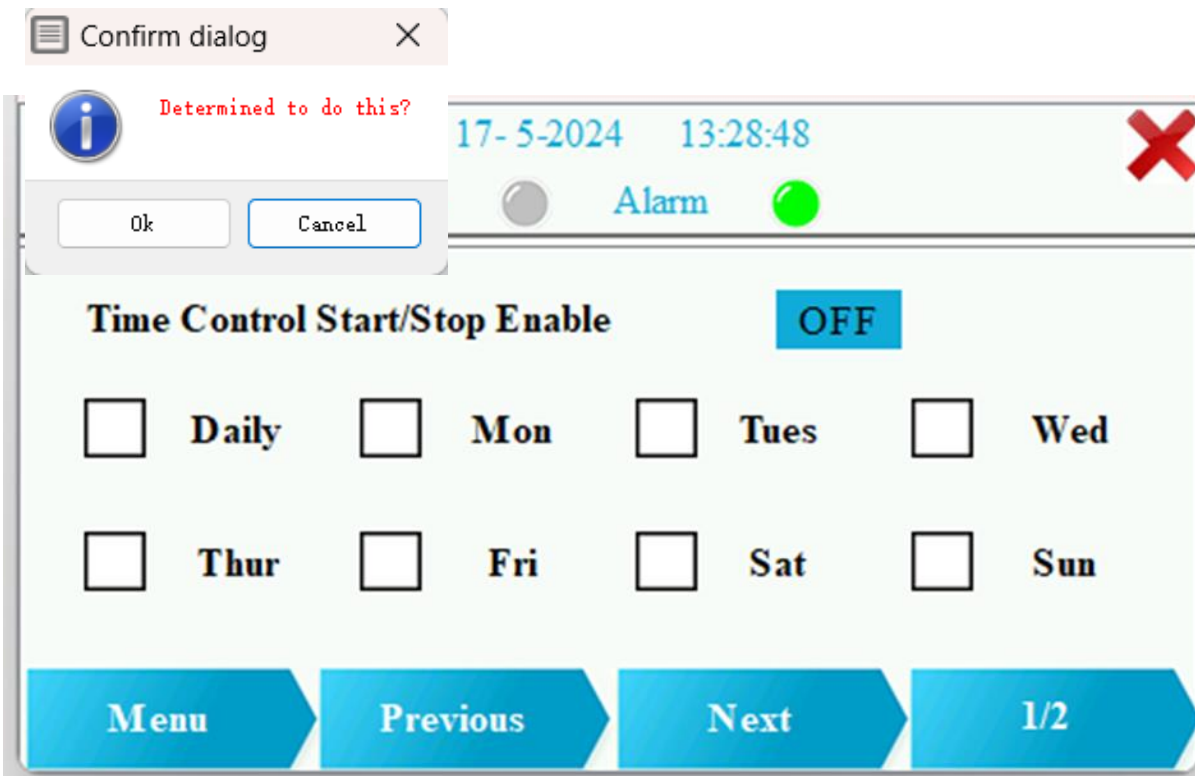 Confirm dialog
Determined to do this?
Ok Cancel
17- 5-2024 13:28:48
Alarm
Time Control Start/Stop Enable OFF
Daily Mon Tues Wed
Thur Fri Sat Sun
Menu Previous Next 1/2